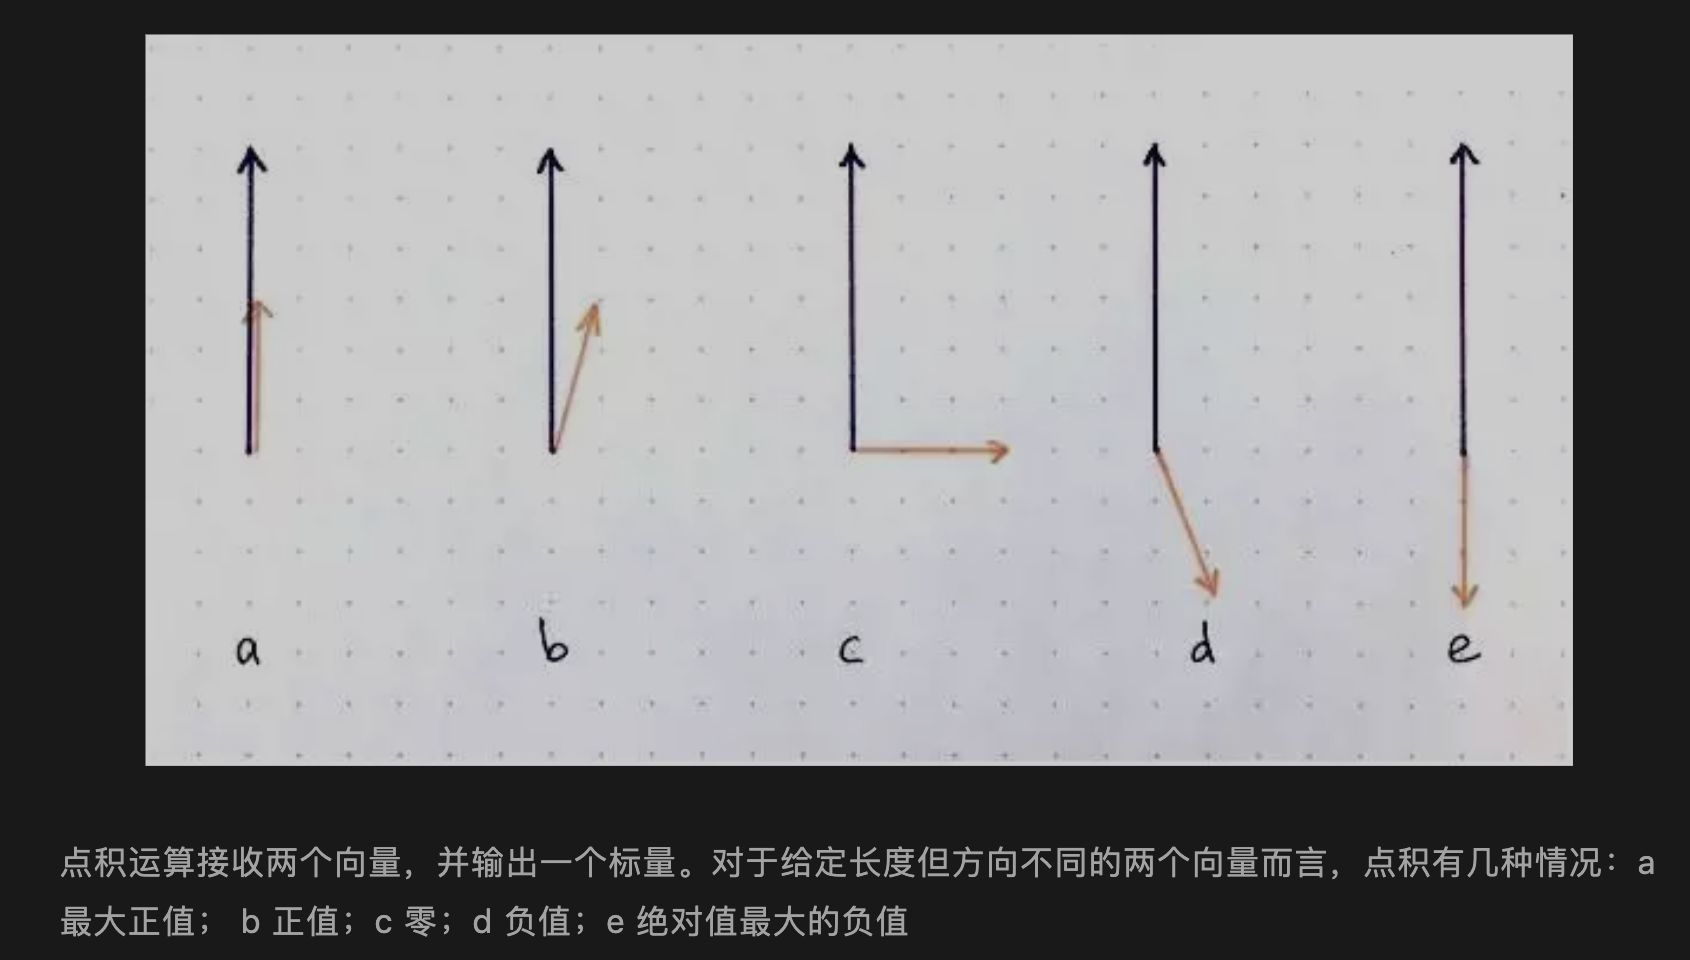 a b c d e
点积运算接收两个向量，并输出一个标量。对于给定长度但方向不同的两个向量而言，点积有几种情况：a
最大正值； b 正值；c 零；d 负值；e 绝对值最大的负值